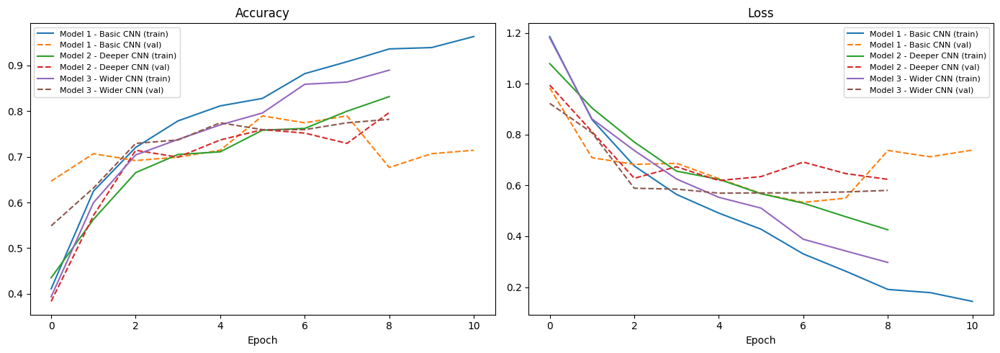 Accuracy
Model 1 - Basic CNN (train)
Model 1 - Basic CNN (val)
Model 2 - Deeper CNN (train)
Model 2 - Deeper CNN (val)
Model 3 - Wider CNN (train)
Model 3 - Wider CNN (val)
0.9
0.8
0.7
0.6
0.5
0.4
0 2 4 6 8 10
Epoch
Loss
Model 1 - Basic CNN (train)
Model 1 - Basic CNN (val)
Model 2 - Deeper CNN (train)
Model 2 - Deeper CNN (val)
Model 3 - Wider CNN (train)
Model 3 - Wider CNN (val)
1.2
1.0
0.8
0.6
0.4
0.2
0 2 4 6 8 10
Epoch